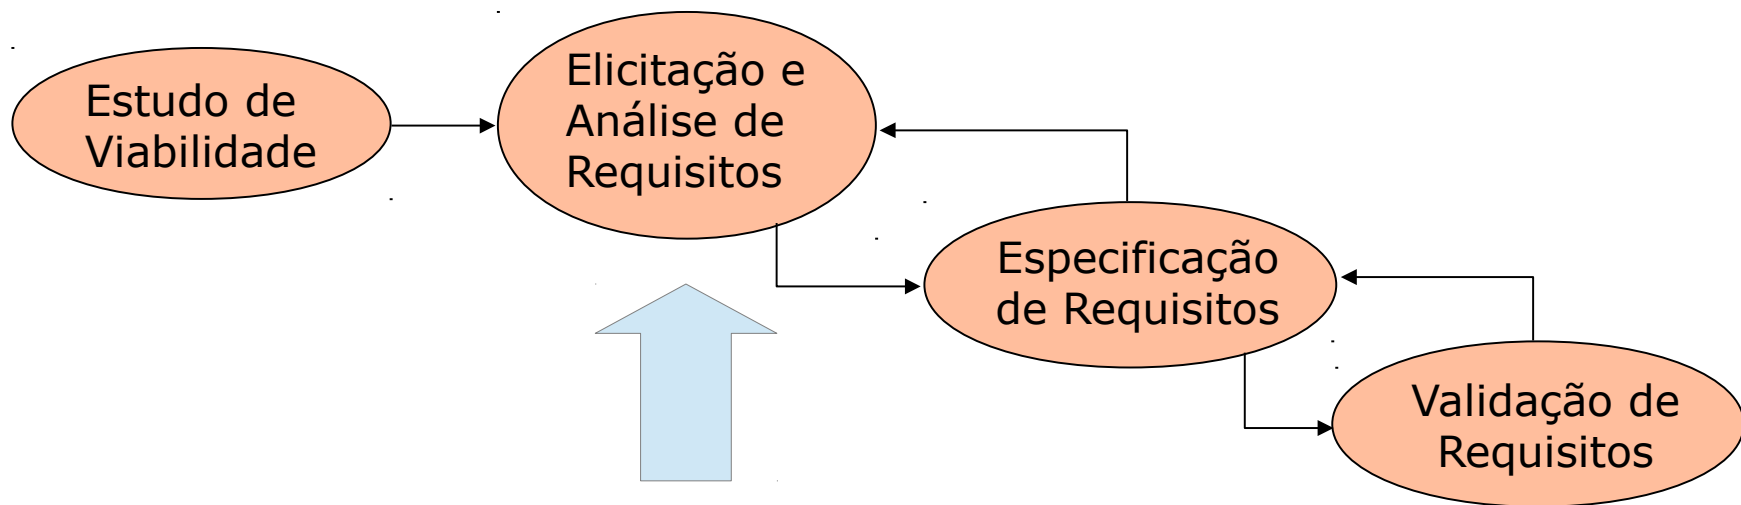 Estudo de
Viabilidade
Elicitação e
Análise de
Requisitos
Especificação
de Requisitos
Validação de
Requisitos